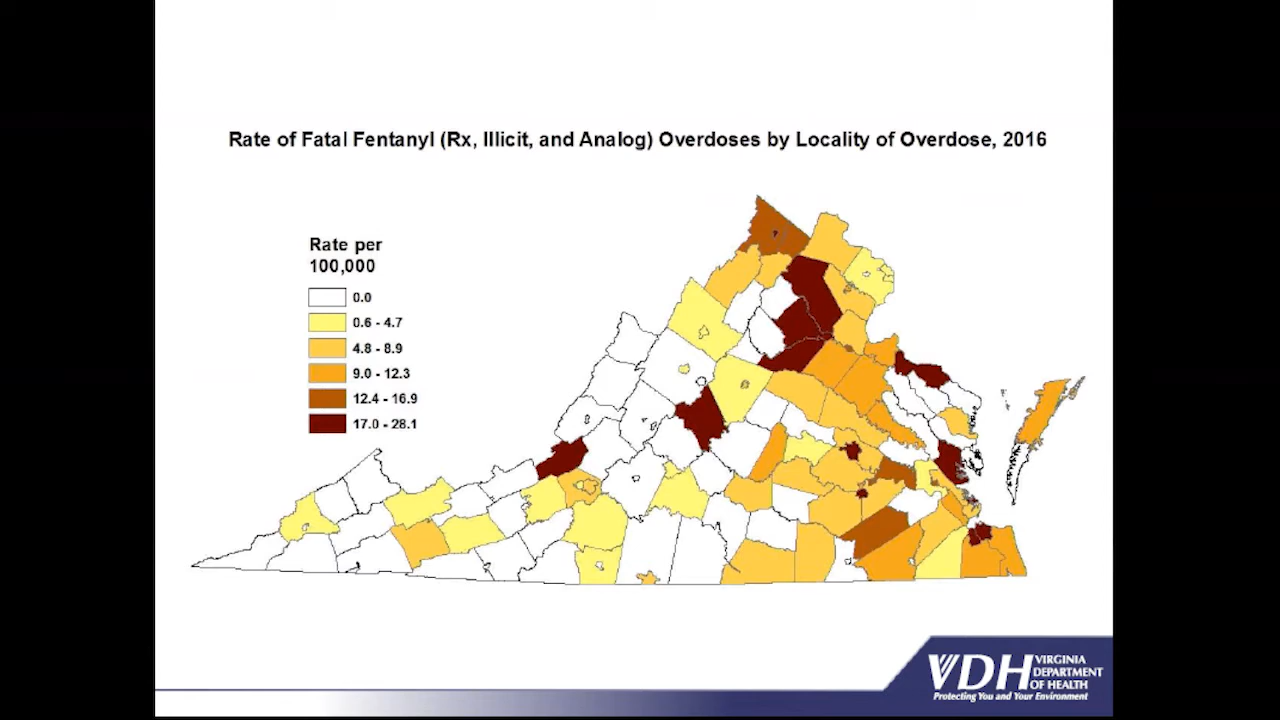 Rate of Fatal Fentanyl (Rx, Illicit, and Analog) Overdoses by Locality of Overdose, 2016
Rate per
100,000
0.0
0.6 - 4.7
4.8 - 8.9
9.0 - 12.3
12.4 - 16.9
17.0 - 28.1
VDH VIRGINIA
DEPARTMENT
OF HEALTH
Protecting You and Your Environment